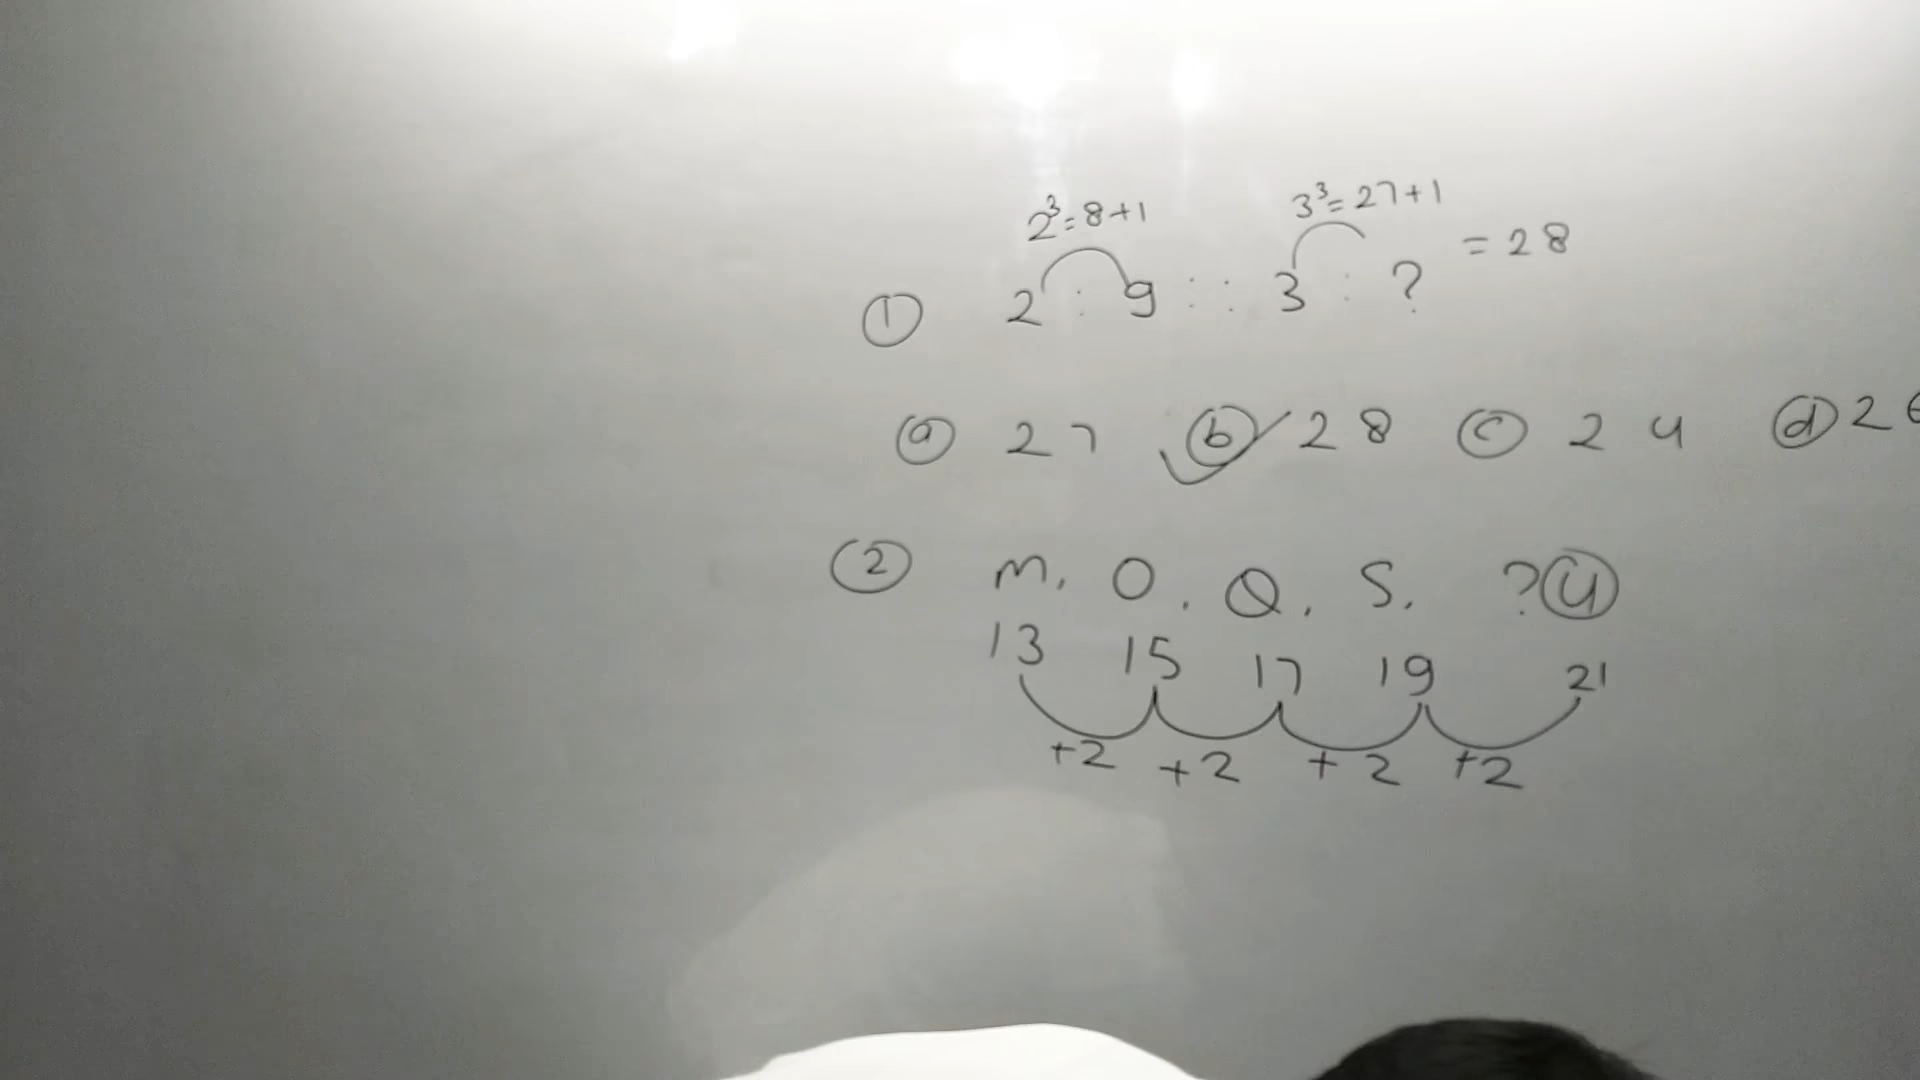 2³=8+1 3³=27+1
① 2 : 9 :: 3 : ? = 28
ⓐ 27 ⓑ 28 ⓒ 24 ⓓ 2
② M, O, Q, S, ? Ⓤ
13 15 17 19 21
+2 +2 +2 +2